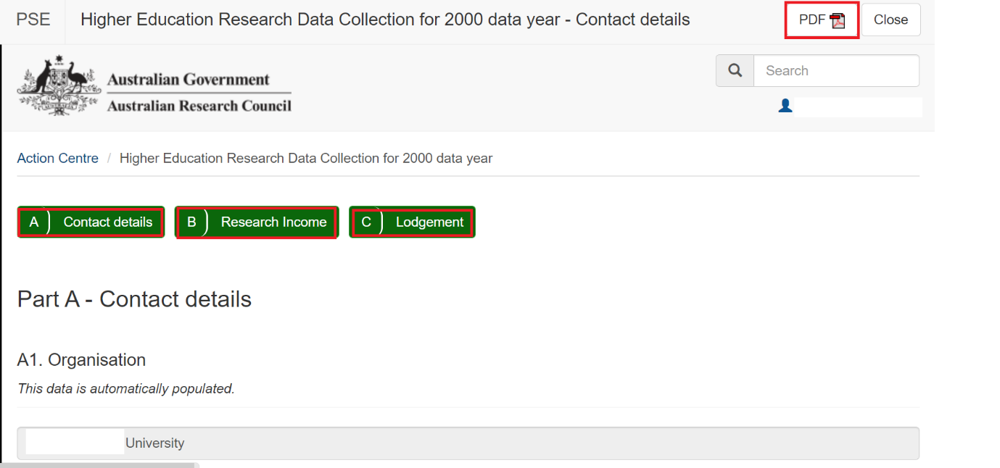 PSE Higher Education Research Data Collection for 2000 data year - Contact details PDF Close
Australian Government
Australian Research Council
Search
Action Centre / Higher Education Research Data Collection for 2000 data year
A Contact details B Research Income C Lodgement
Part A - Contact details
A1. Organisation
This data is automatically populated.
University